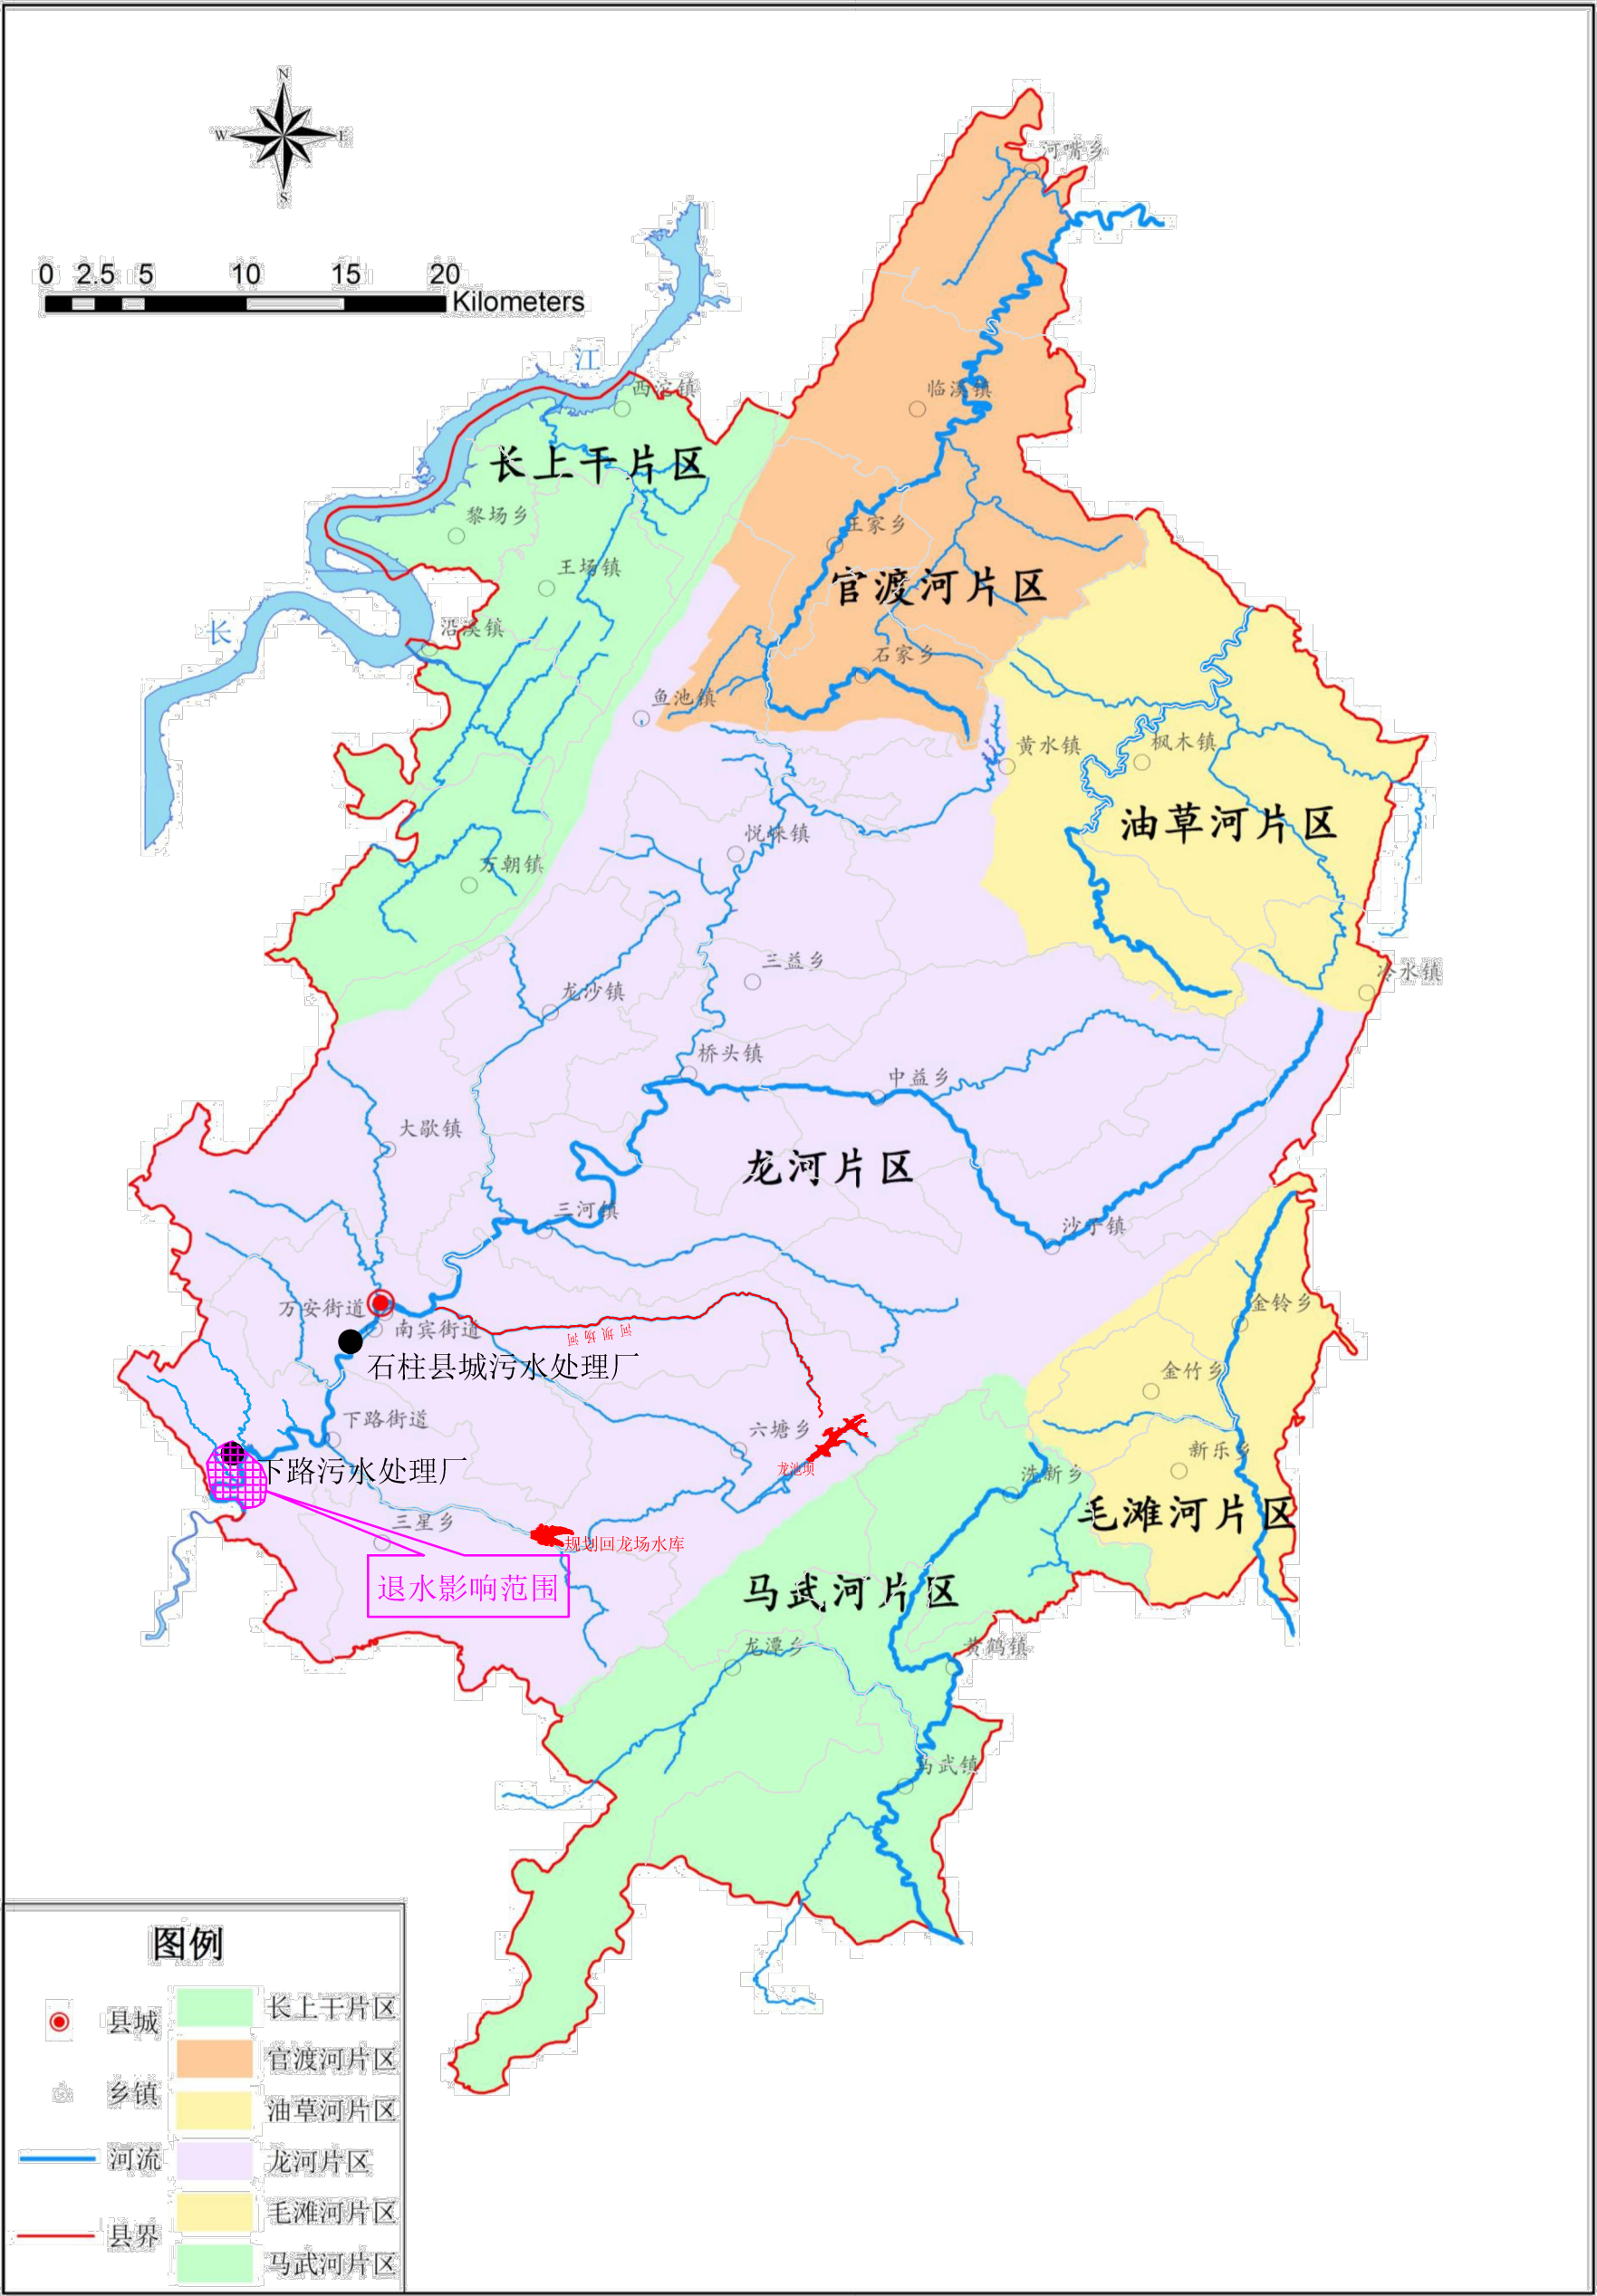 N
W
E
S
0 2.5 5 10 15 20
Kilometers
河嘴乡
江
西沱镇
临溪镇
长上干片区
黎场乡
王家乡
王场镇
官渡河片区
长
沿溪镇
石家乡
鱼池镇
黄水镇
枫木镇
油草河片区
悦崃镇
万朝镇
三益乡
冷水镇
龙沙镇
桥头镇
中益乡
大歇镇
龙河片区
三河镇
沙子镇
万安街道
南宾街道
金铃乡
河坝场河
石柱县城污水处理厂
金竹乡
下路街道
六塘乡
新乐乡
下路污水处理厂
龙池坝
洗新乡
毛滩河片区
三星乡
规划回龙场水库
退水影响范围
马武河片区
龙潭乡
黄鹤镇
马武镇
图例
县城
乡镇
河流
县界
长上干片区
官渡河片区
油草河片区
龙河片区
毛滩河片区
马武河片区